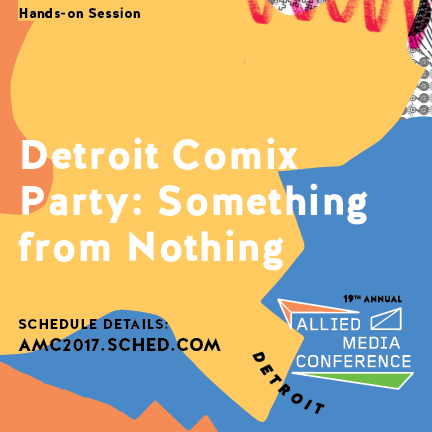 Hands-on Session
Detroit Comix
Party: Something
from Nothing
SCHEDULE DETAILS:
AMC2017.SCHED.COM
19TH ANNUAL
ALLIED
MEDIA
CONFERENCE
DETROIT